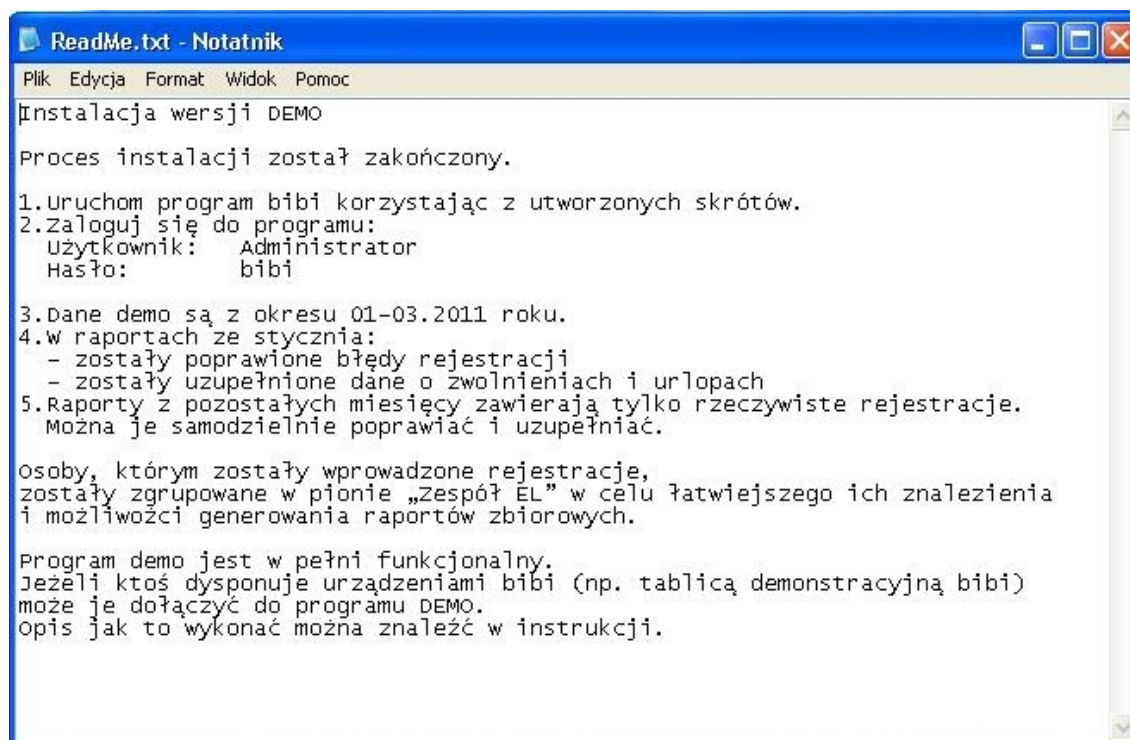 ReadMe.txt - Notatnik
Plik Edycja Format Widok Pomoc
Instalacja wersji DEMO
Proces instalacji został zakończony.
1.Uruchom program bibi korzystając z utworzonych skrótów.
2.Zaloguj się do programu:
Użytkownik: Administrator
Hasło: bibi
3.Dane demo są z okresu 01-03.2011 roku.
4.W raportach ze stycznia:
- zostały poprawione błędy rejestracji
- zostały uzupełnione dane o zwolnieniach i urlopach
5.Raporty z pozostałych miesięcy zawierają tylko rzeczywiste rejestracje.
Można je samodzielnie poprawiać i uzupełniać.
Osoby, którym zostały wprowadzone rejestracje,
zostały zgrupowane w pionie „Zespół EL” w celu łatwiejszego ich znalezienia
i możliwożci generowania raportów zbiorowych.
Program demo jest w pełni funkcjonalny.
Jeżeli ktoś dysponuje urządzeniami bibi (np. tablicą demonstracyjną bibi)
może je dołączyć do programu DEMO.
Opis jak to wykonać można znaleźć w instrukcji.